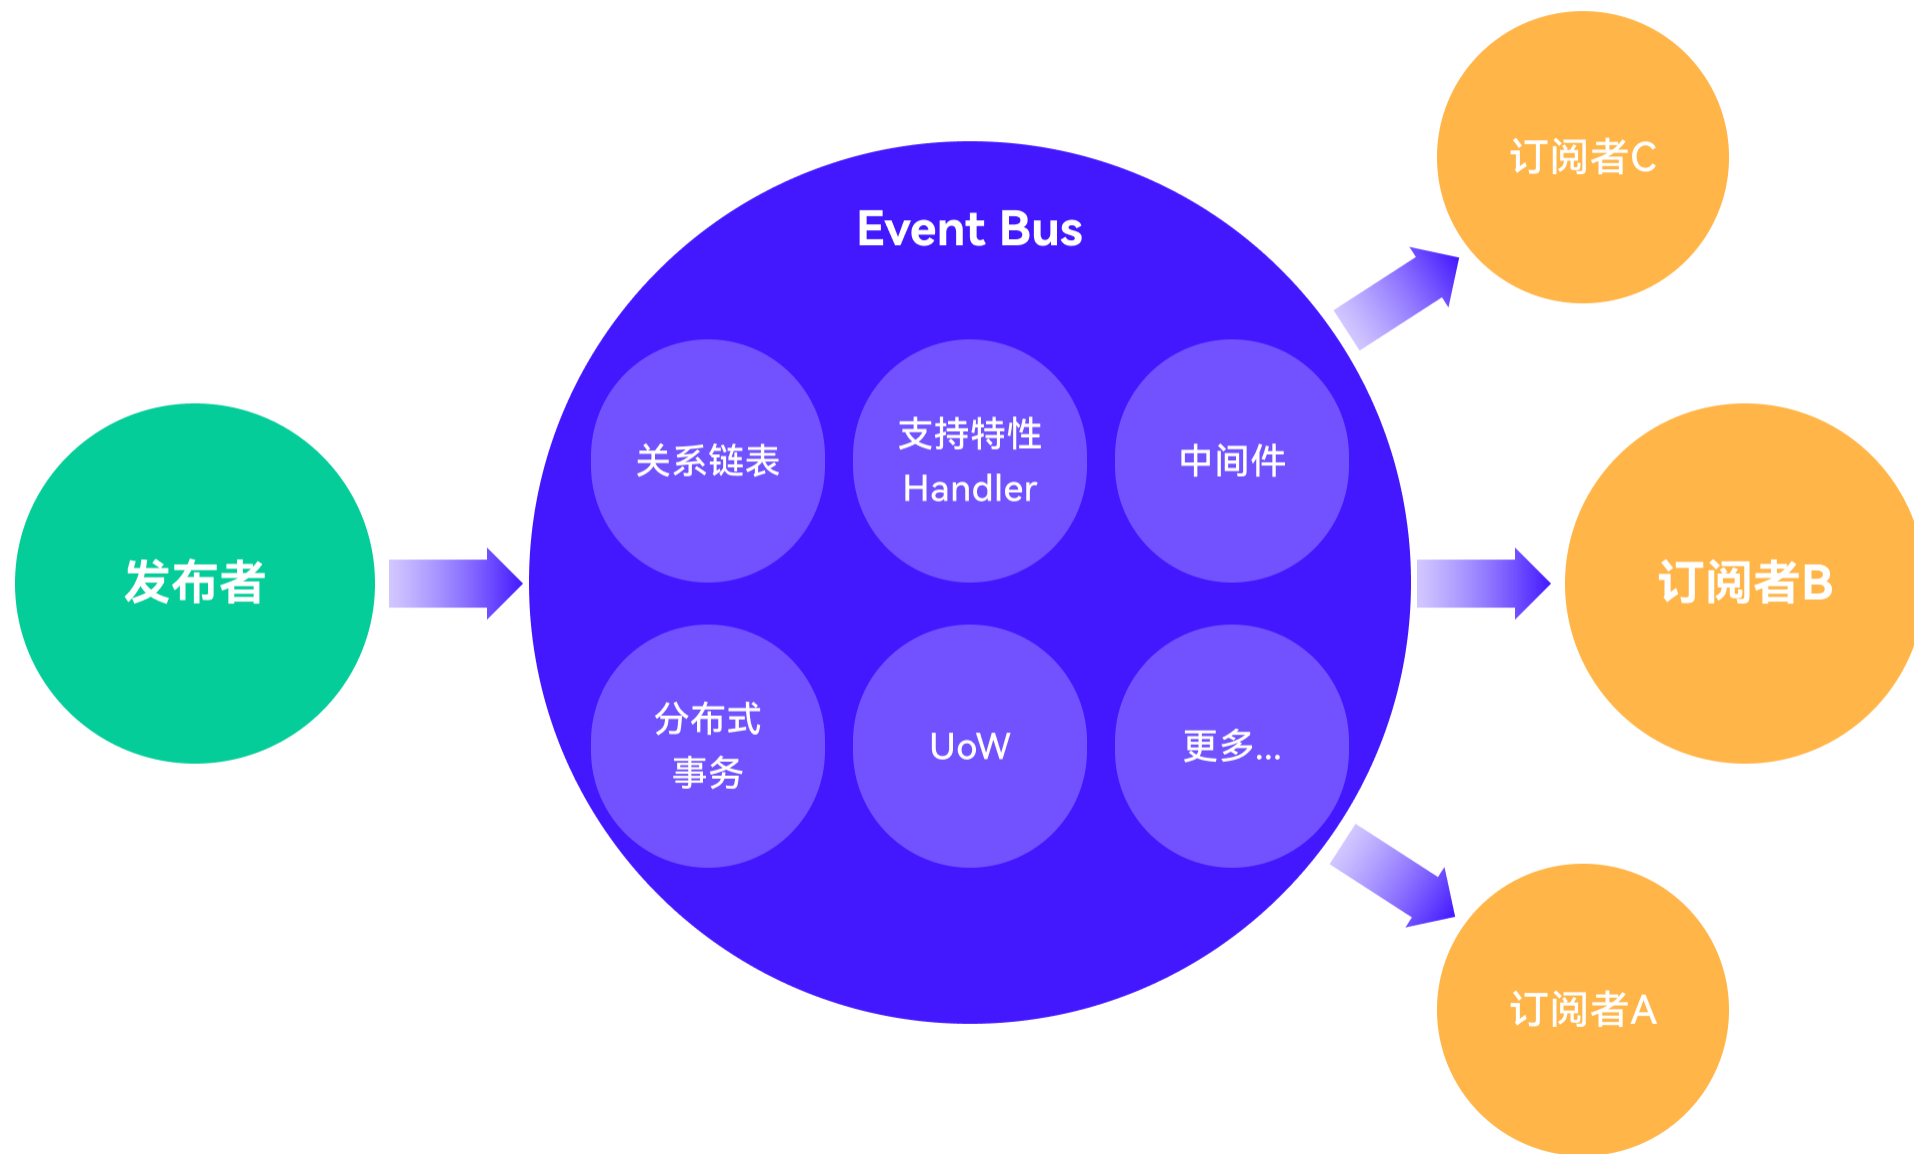 发布者
Event Bus
关系链表
支持特性
Handler
中间件
分布式
事务
UoW
更多...
订阅者C
订阅者B
订阅者A